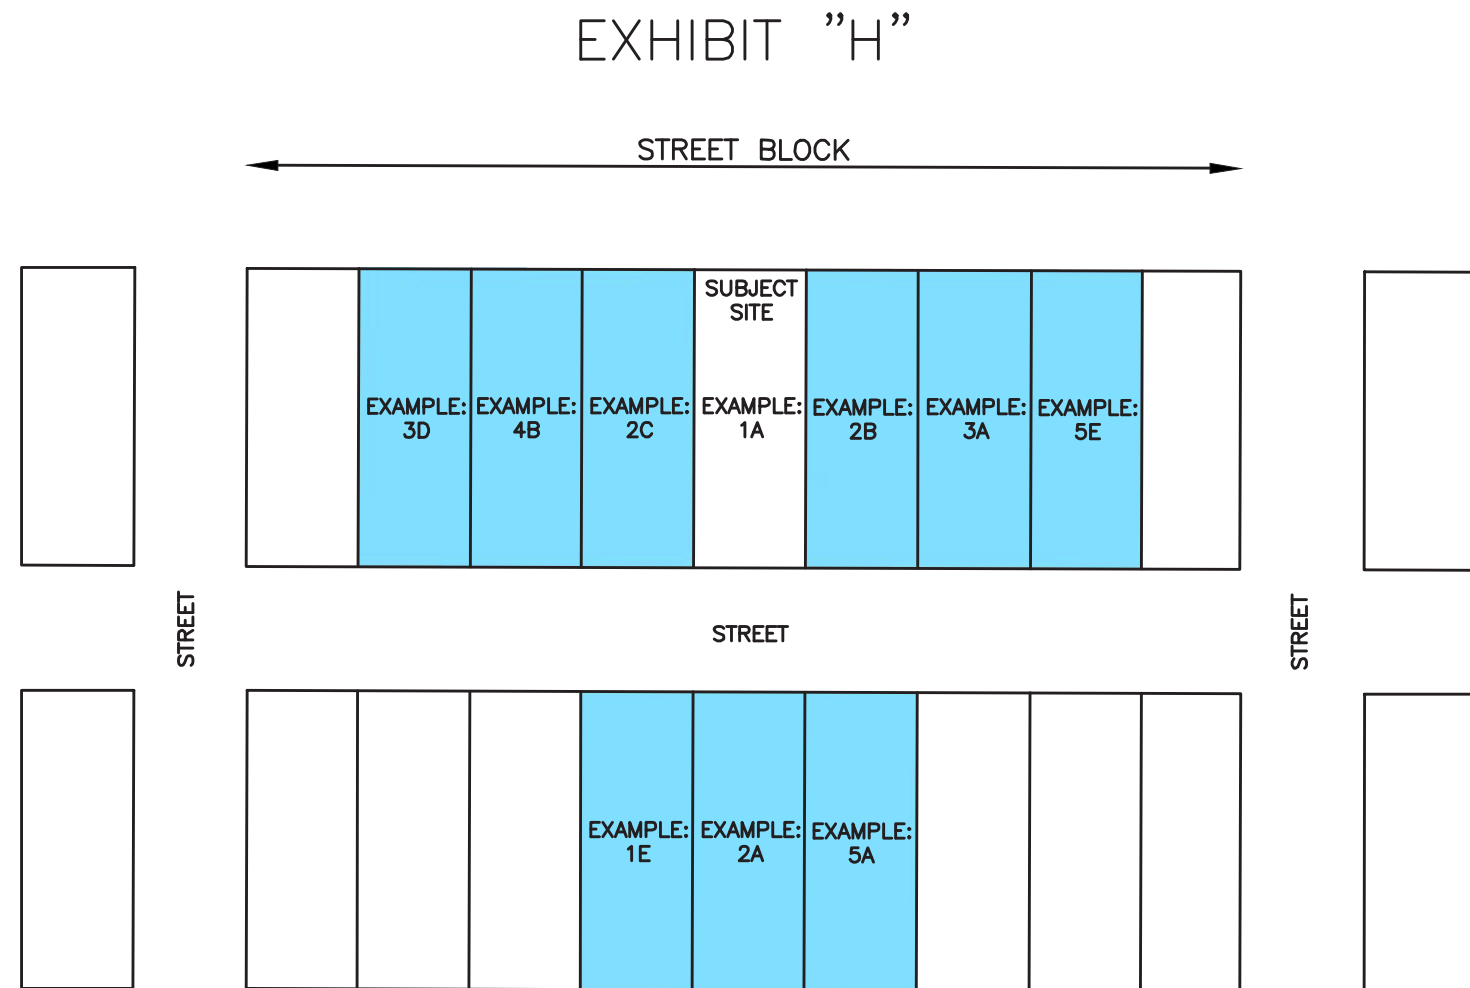 EXHIBIT "H"
STREET BLOCK
SUBJECT
SITE
EXAMPLE:
3D
EXAMPLE:
4B
EXAMPLE:
2C
EXAMPLE:
1A
EXAMPLE:
2B
EXAMPLE:
3A
EXAMPLE:
5E
STREET
STREET
STREET
EXAMPLE:
1E
EXAMPLE:
2A
EXAMPLE:
5A